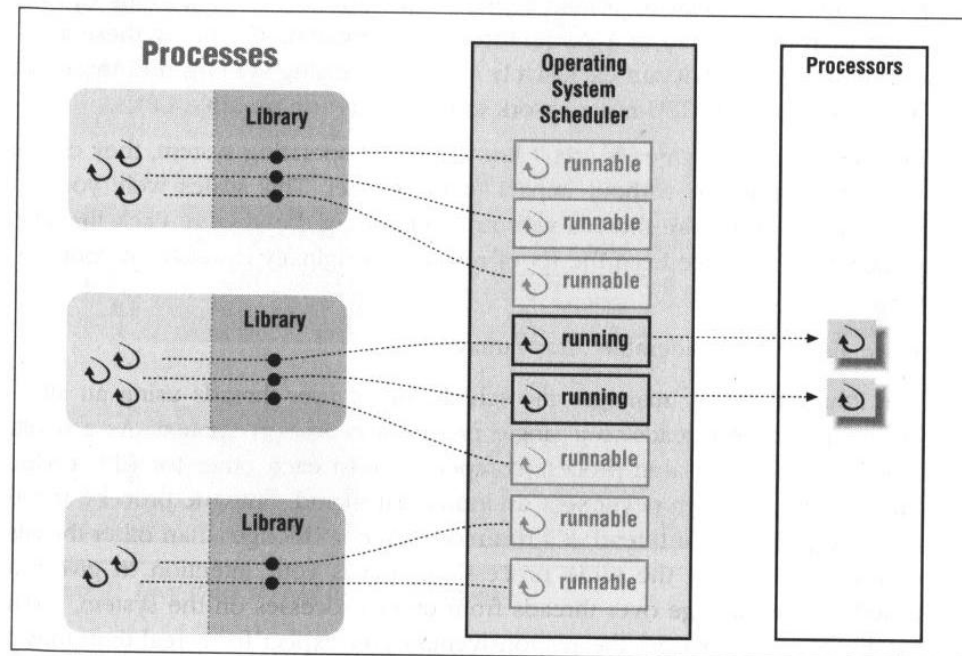 Processes
Library
Library
Library
Operating
System
Scheduler
runnable
runnable
runnable
running
running
runnable
runnable
runnable
Processors